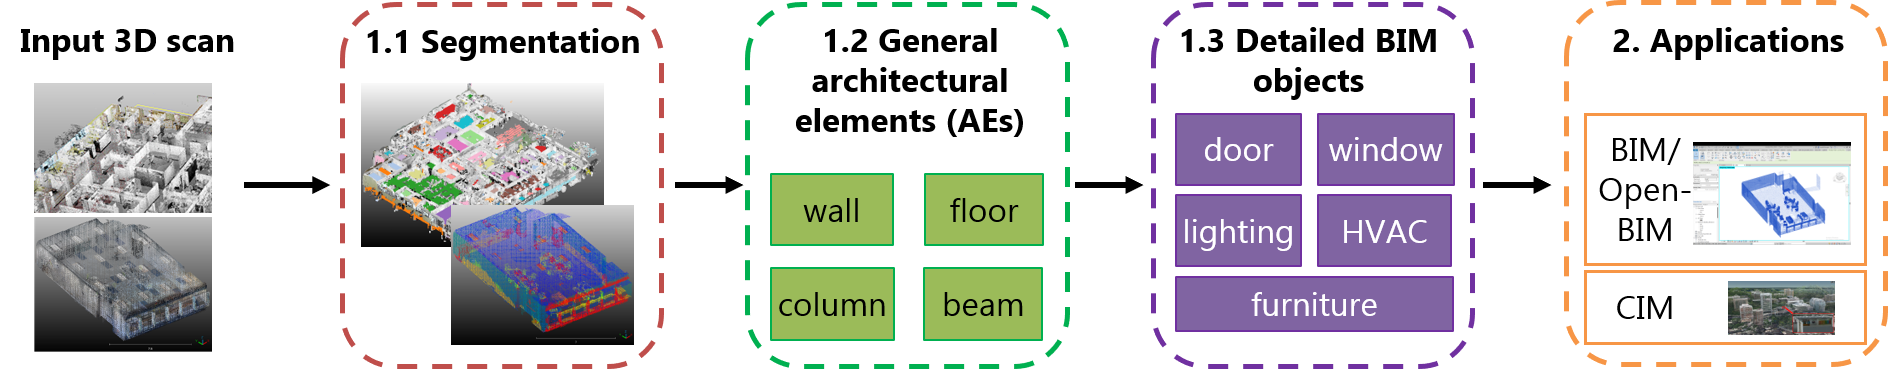 Input 3D scan
1.1 Segmentation
1.2 General
architectural
elements (AEs)
wall
floor
column
beam
1.3 Detailed BIM
objects
door
window
lighting
HVAC
furniture
2. Applications
BIM/
Open-
BIM
CIM